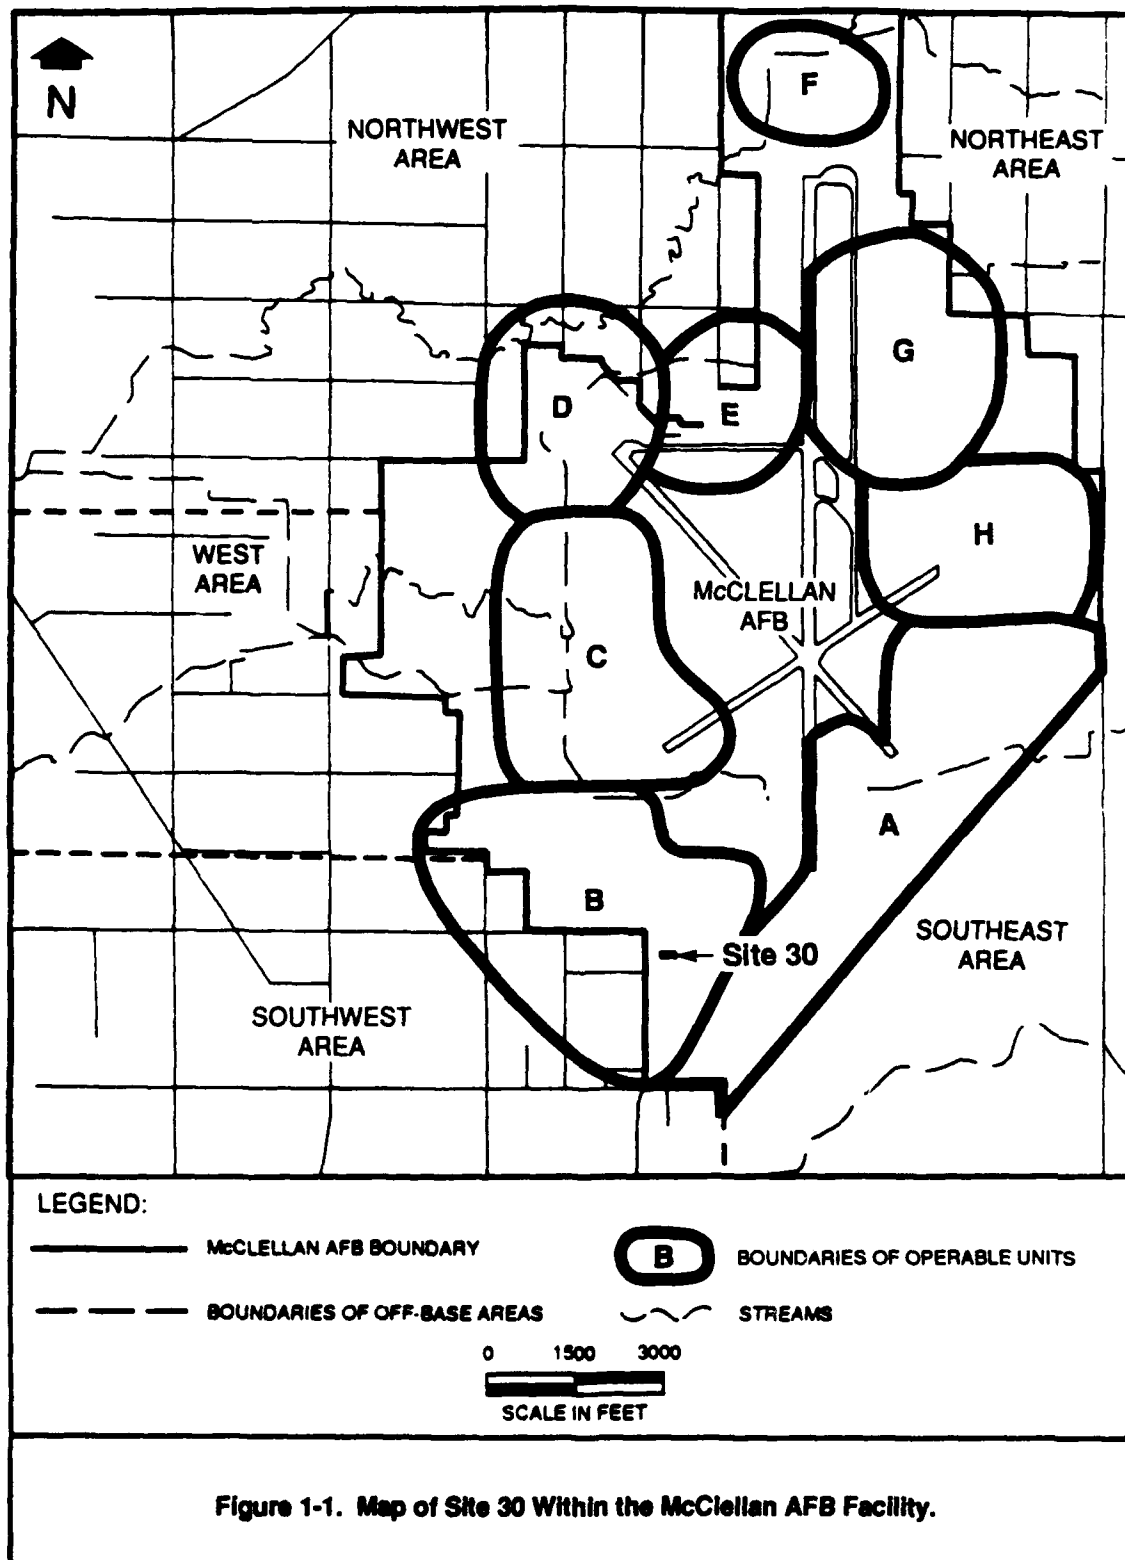 N
NORTHWEST
AREA
F
NORTHEAST
AREA
G
D
E
WEST
AREA
H
McCLELLAN
AFB
C
A
B
Site 30
SOUTHEAST
AREA
SOUTHWEST
AREA
LEGEND:
McCLELLAN AFB BOUNDARY
B
BOUNDARIES OF OPERABLE UNITS
BOUNDARIES OF OFF-BASE AREAS
STREAMS
0 1500 3000
SCALE IN FEET
Figure 1-1. Map of Site 30 Within the McClellan AFB Facility.